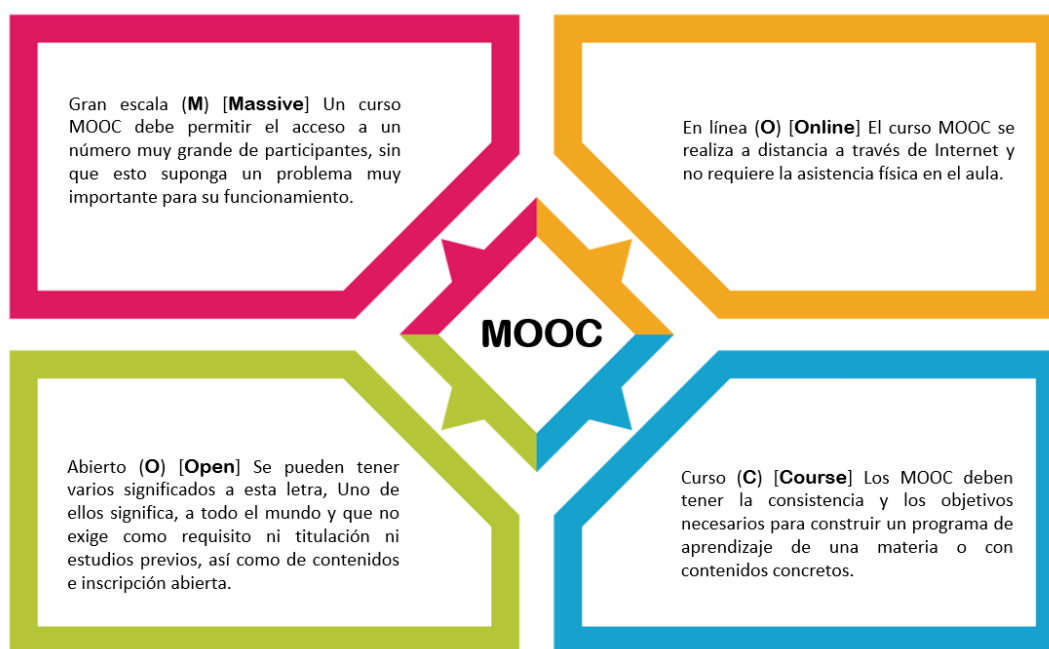 Gran escala (M) [Massive] Un curso
MOOC debe permitir el acceso a un
número muy grande de participantes, sin
que esto suponga un problema muy
importante para su funcionamiento.
En línea (O) [Online] El curso MOOC se
realiza a distancia a través de Internet y
no requiere la asistencia física en el aula.
MOOC
Abierto (O) [Open] Se pueden tener
varios significados a esta letra, Uno de
ellos significa, a todo el mundo y que no
exige como requisito ni titulación ni
estudios previos, así como de contenidos
e inscripción abierta.
Curso (C) [Course] Los MOOC deben
tener la consistencia y los objetivos
necesarios para construir un programa de
aprendizaje de una materia o con
contenidos concretos.